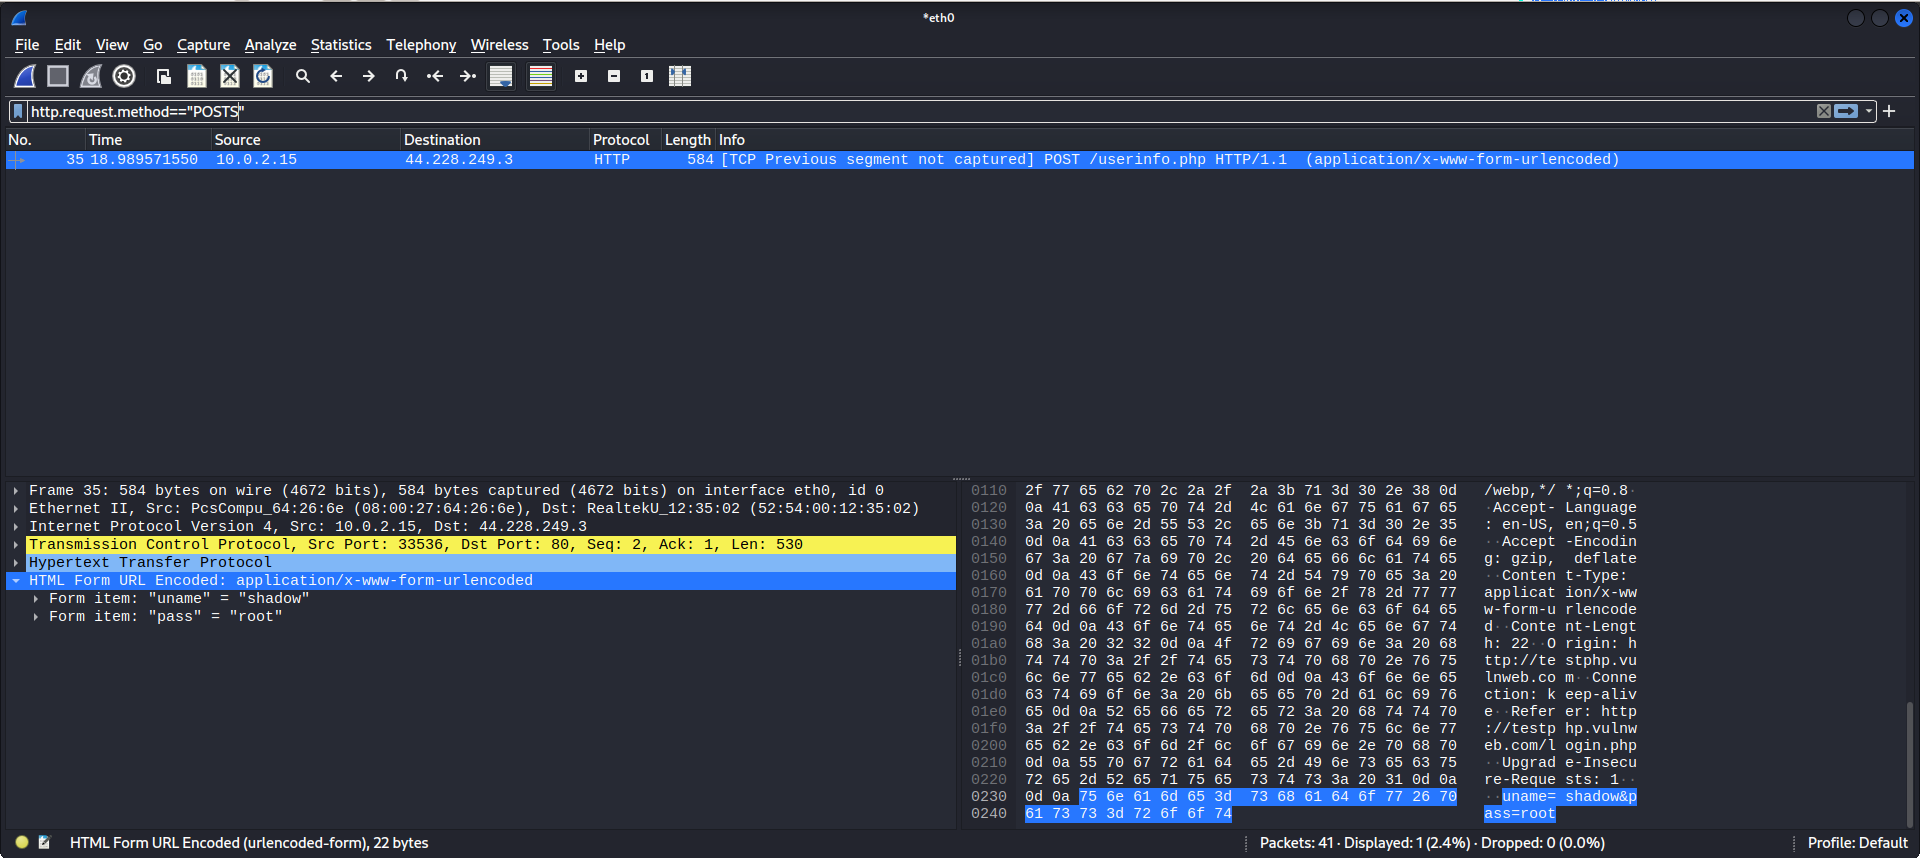 *eth0
File Edit View Go Capture Analyze Statistics Telephony Wireless Tools Help
http.request.method=="POSTS"
No. Time Source Destination Protocol Length Info
35 18.989571550 10.0.2.15 44.228.249.3 HTTP 584 [TCP Previous segment not captured] POST /userinfo.php HTTP/1.1 (application/x-www-form-urlencoded)
Frame 35: 584 bytes on wire (4672 bits), 584 bytes captured (4672 bits) on interface eth0, id 0
Ethernet II, Src: PcsCompu_64:26:6e (08:00:27:64:26:6e), Dst: RealtekU_12:35:02 (52:54:00:12:35:02)
Internet Protocol Version 4, Src: 10.0.2.15, Dst: 44.228.249.3
Transmission Control Protocol, Src Port: 33536, Dst Port: 80, Seq: 2, Ack: 1, Len: 530
Hypertext Transfer Protocol
HTML Form URL Encoded: application/x-www-form-urlencoded
Form item: "uname" = "shadow"
Form item: "pass" = "root"
0110 2f 77 65 62 70 2c 2a 2f 2a 3b 71 3d 30 2e 38 0d /webp,*/ *;q=0.8·
0120 0a 41 63 63 65 70 74 2d 4c 61 6e 67 75 61 67 65 ·Accept- Language
0130 3a 20 65 6e 2d 55 53 2c 65 6e 3b 71 3d 30 2e 35 : en-US, en;q=0.5
0140 0d 0a 41 63 63 65 70 74 2d 45 6e 63 6f 64 69 6e ··Accept -Encodin
0150 67 3a 20 67 7a 69 70 2c 20 64 65 66 6c 61 74 65 g: gzip, deflate
0160 0d 0a 43 6f 6e 74 65 6e 74 2d 54 79 70 65 3a 20 ··Conten t-Type:
0170 61 70 70 6c 69 63 61 74 69 6f 6e 2f 78 2d 77 77 applicat ion/x-ww
0180 77 2d 66 6f 72 6d 2d 75 72 6c 65 6e 63 6f 64 65 w-form-u rlencode
0190 64 0d 0a 43 6f 6e 74 65 6e 74 2d 4c 65 6e 67 74 d··Conte nt-Lengt
01a0 68 3a 20 32 32 0d 0a 4f 72 69 67 69 6e 3a 20 68 h: 22··O rigin: h
01b0 74 74 70 3a 2f 2f 74 65 73 74 70 68 70 2e 76 75 ttp://te stphp.vu
01c0 6c 6e 77 65 62 2e 63 6f 6d 0d 0a 43 6f 6e 6e 65 lnweb.co m··Conne
01d0 63 74 69 6f 6e 3a 20 6b 65 65 70 2d 61 6c 69 76 ction: k eep-aliv
01e0 65 0d 0a 52 65 66 65 72 65 72 3a 20 68 74 74 70 e··Refer er: http
01f0 3a 2f 2f 74 65 73 74 70 68 70 2e 76 75 6c 6e 77 ://testp hp.vulnw
0200 65 62 2e 63 6f 6d 2f 6c 6f 67 69 6e 2e 70 68 70 eb.com/l ogin.php
0210 0d 0a 55 70 67 72 61 64 65 2d 49 6e 73 65 63 75 ··Upgrad e-Insecu
0220 72 65 2d 52 65 71 75 65 73 74 73 3a 20 31 0d 0a re-Reque sts: 1··
0230 0d 0a 75 6e 61 6d 65 3d 73 68 61 64 6f 77 26 70 ··uname= shadow&p
0240 61 73 73 3d 72 6f 6f 74 ass=root
HTML Form URL Encoded (urlencoded-form), 22 bytes
Packets: 41 · Displayed: 1 (2.4%) · Dropped: 0 (0.0%)
Profile: Default